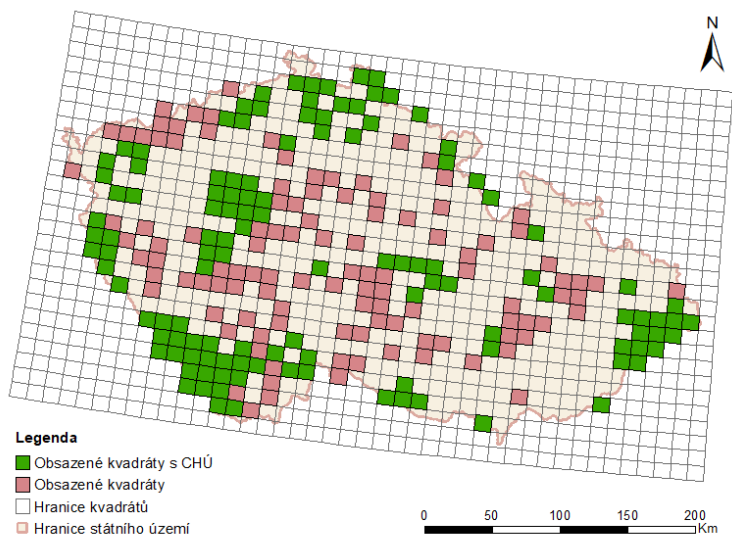 N
Legenda
Obsazené kvadráty s CHÚ
Obsazené kvadráty
Hranice kvadrátů
Hranice státního území
0 50 100 150 200
Km